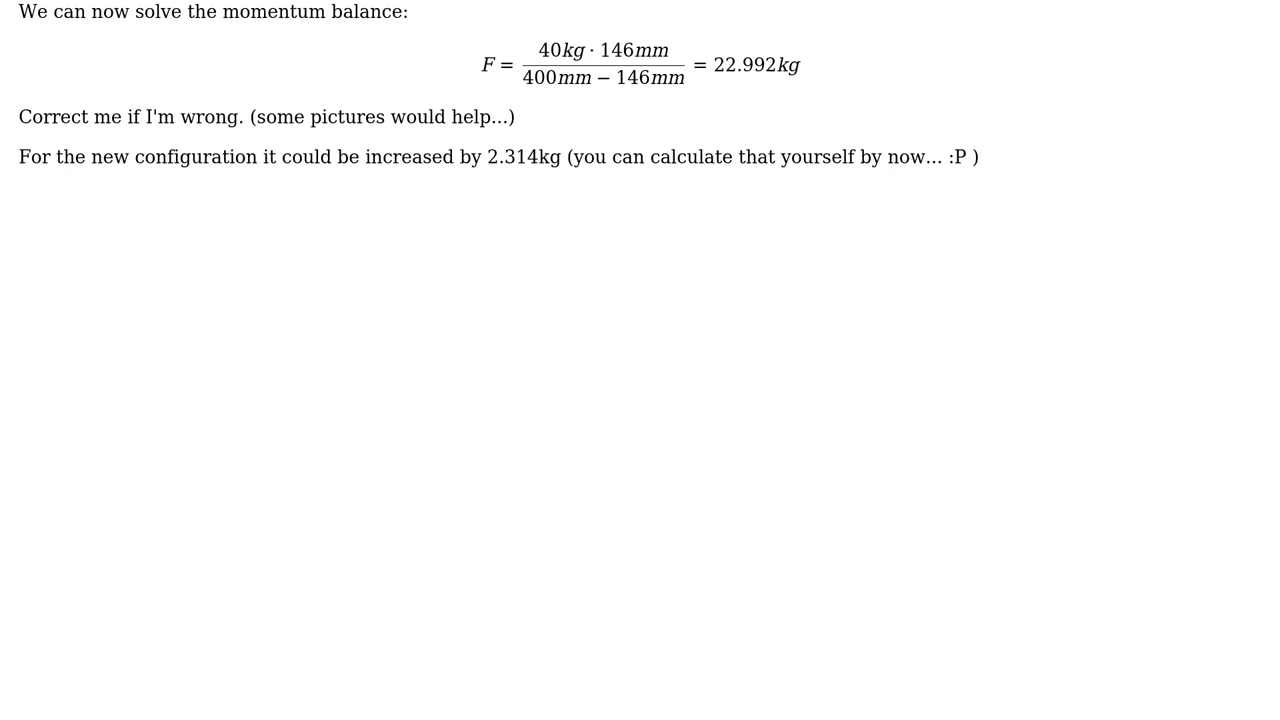 We can now solve the momentum balance:
F = 40kg · 146mm / 400mm − 146mm = 22.992kg
Correct me if I'm wrong. (some pictures would help...)
For the new configuration it could be increased by 2.314kg (you can calculate that yourself by now... :P )